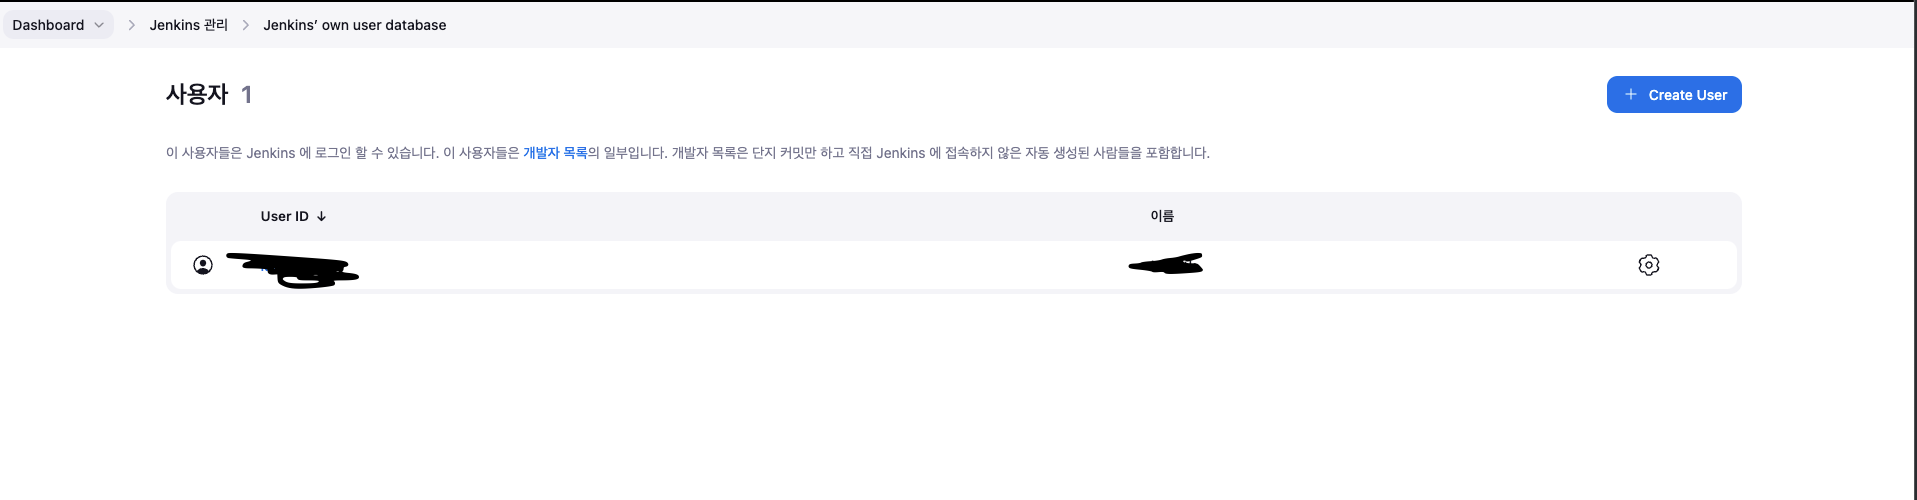 Dashboard > Jenkins 관리 > Jenkins’ own user database
사용자 1
+ Create User
이 사용자들은 Jenkins 에 로그인 할 수 있습니다. 이 사용자들은 개발자 목록의 일부입니다. 개발자 목록은 단지 커밋만 하고 직접 Jenkins 에 접속하지 않은 자동 생성된 사람들을 포함합니다.
User ID ↓ 이름